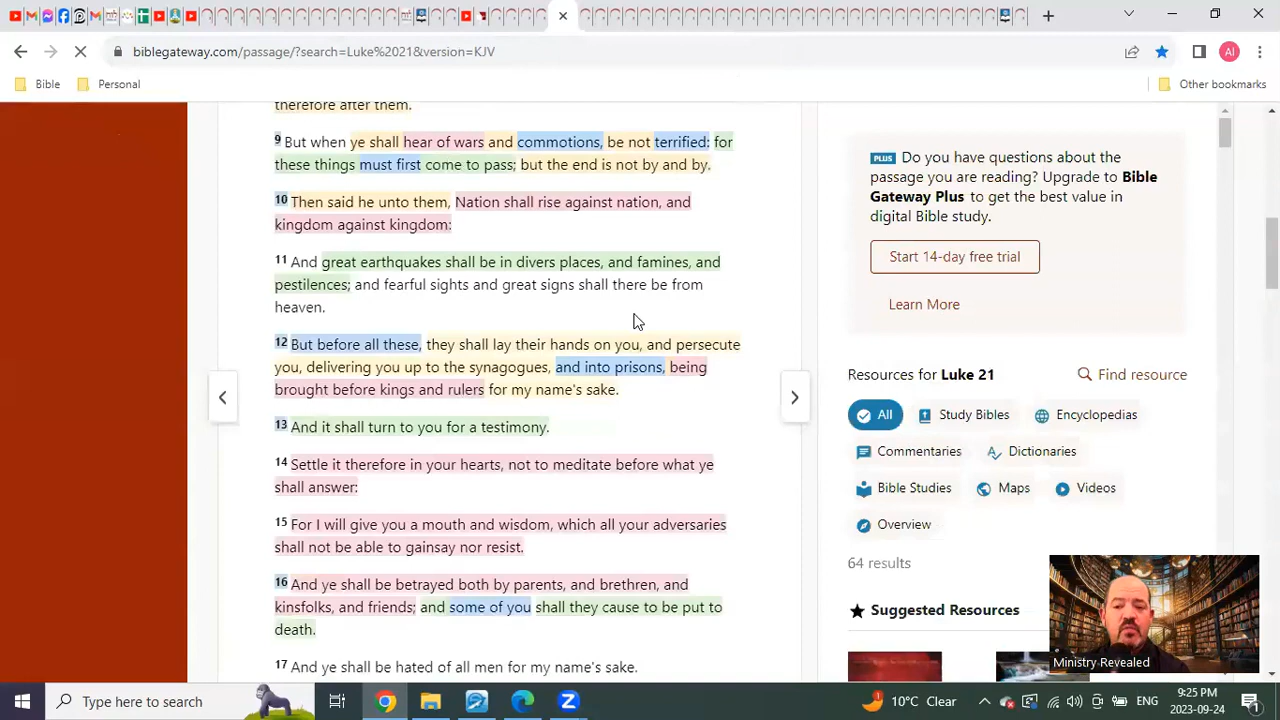 biblegateway.com/passage/?search=Luke%2021&version=KJV
AI
Bible
Personal
Other bookmarks
therefore after them.
9 But when ye shall hear of wars and commotions, be not terrified: for
these things must first come to pass; but the end is not by and by.
10 Then said he unto them, Nation shall rise against nation, and
kingdom against kingdom:
11 And great earthquakes shall be in divers places, and famines, and
pestilences; and fearful sights and great signs shall there be from
heaven.
12 But before all these, they shall lay their hands on you, and persecute
you, delivering you up to the synagogues, and into prisons, being
brought before kings and rulers for my name's sake.
13 And it shall turn to you for a testimony.
14 Settle it therefore in your hearts, not to meditate before what ye
shall answer:
15 For I will give you a mouth and wisdom, which all your adversaries
shall not be able to gainsay nor resist.
16 And ye shall be betrayed both by parents, and brethren, and
kinsfolks, and friends; and some of you shall they cause to be put to
death.
17 And ye shall be hated of all men for my name's sake.
PLUS Do you have questions about the
passage you are reading? Upgrade to Bible
Gateway Plus to get the best value in
digital Bible study.
Start 14-day free trial
Learn More
Resources for Luke 21
Find resource
All
Study Bibles
Encyclopedias
Commentaries
Dictionaries
Bible Studies
Maps
Videos
Overview
64 results
Suggested Resources
Ministry Revealed
Type here to search
10°C Clear
ENG
9:25 PM
2023-09-24
1